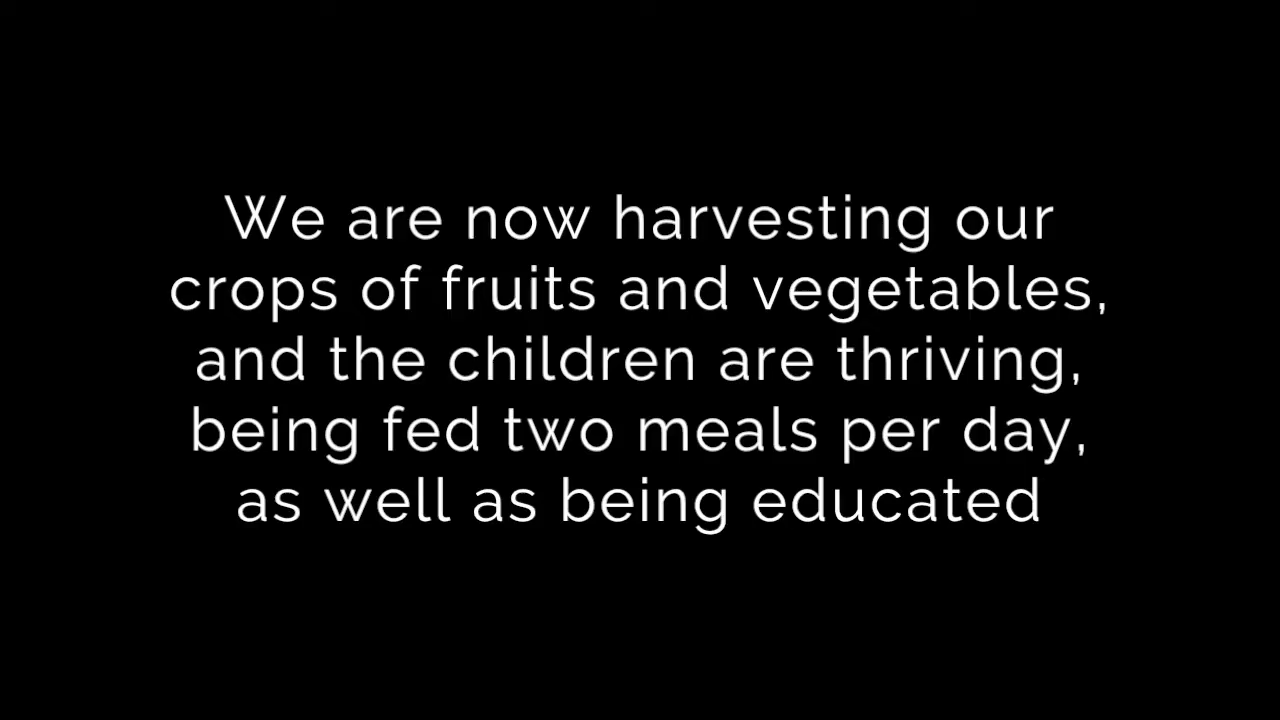 We are now harvesting our
crops of fruits and vegetables,
and the children are thriving,
being fed two meals per day,
as well as being educated